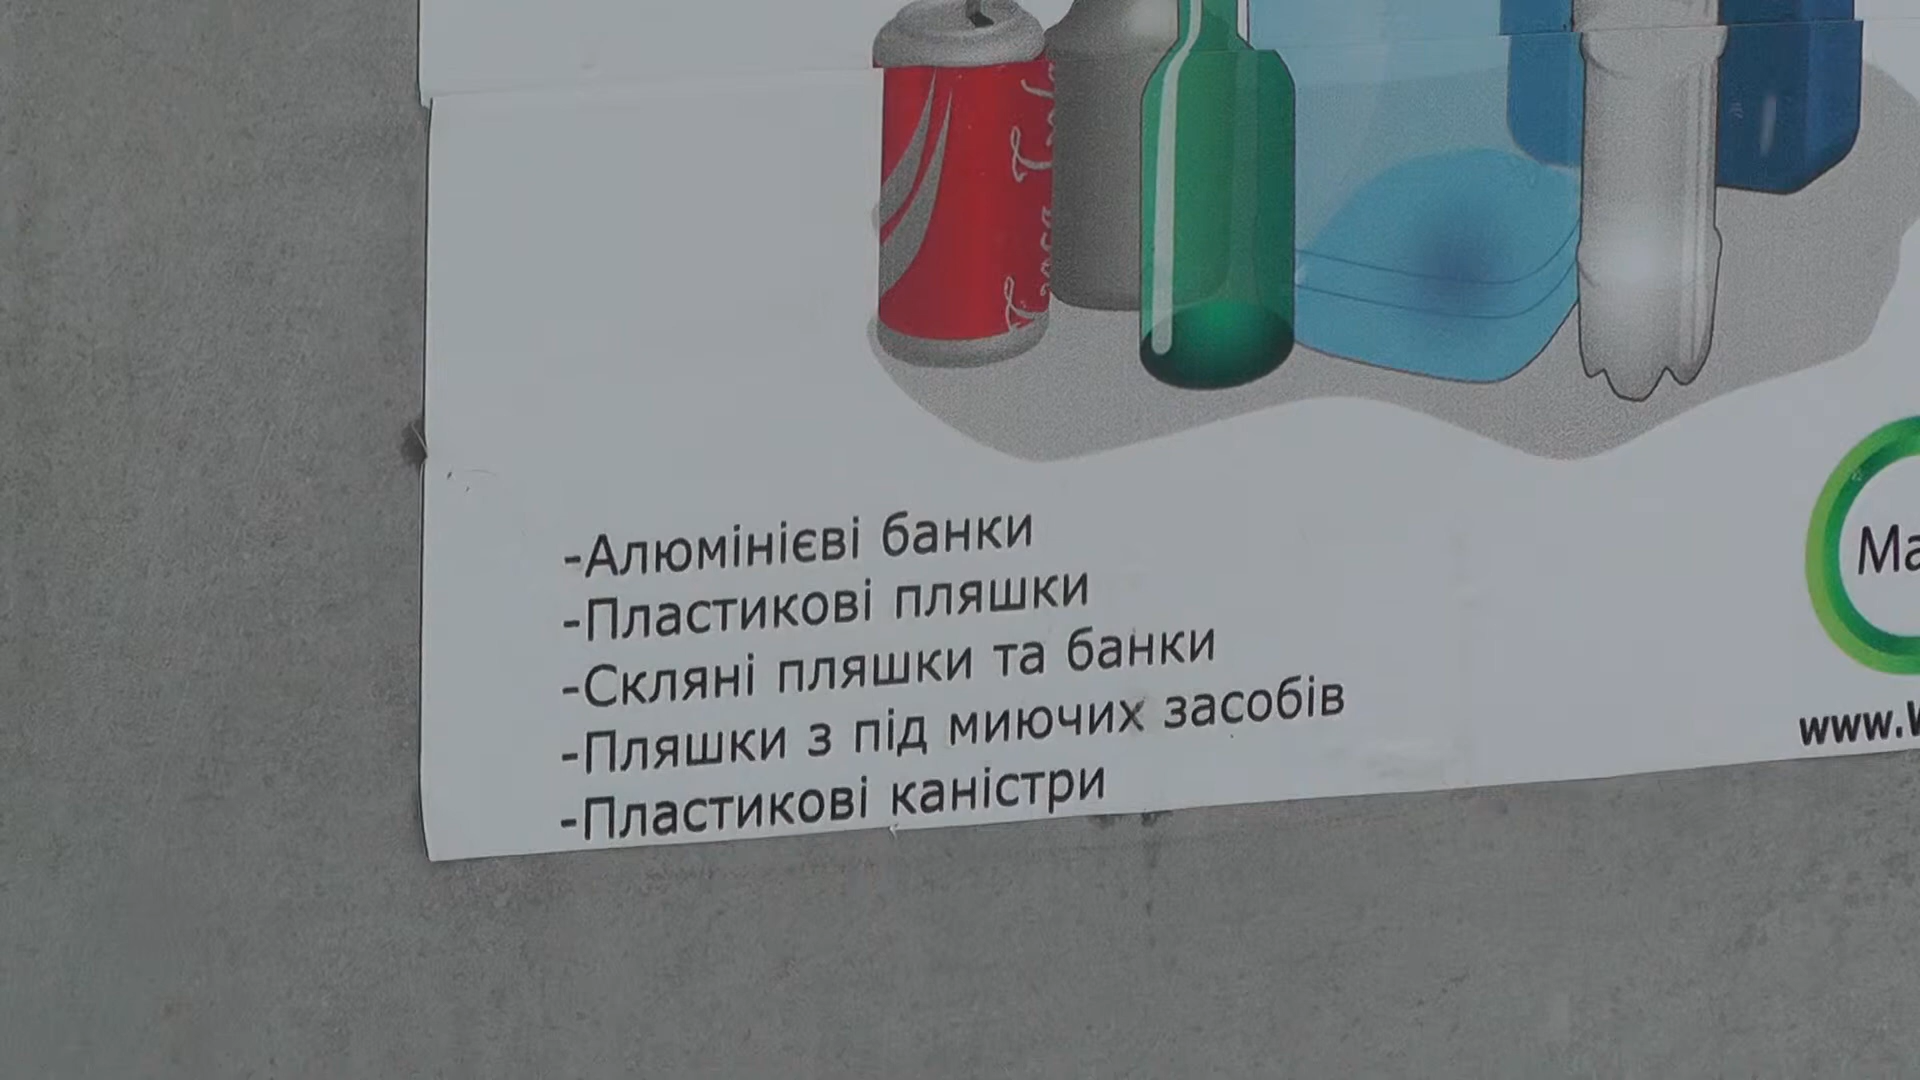 -Алюмінієві банки
-Пластикові пляшки
-Скляні пляшки та банки
-Пляшки з під миючих засобів
-Пластикові каністри